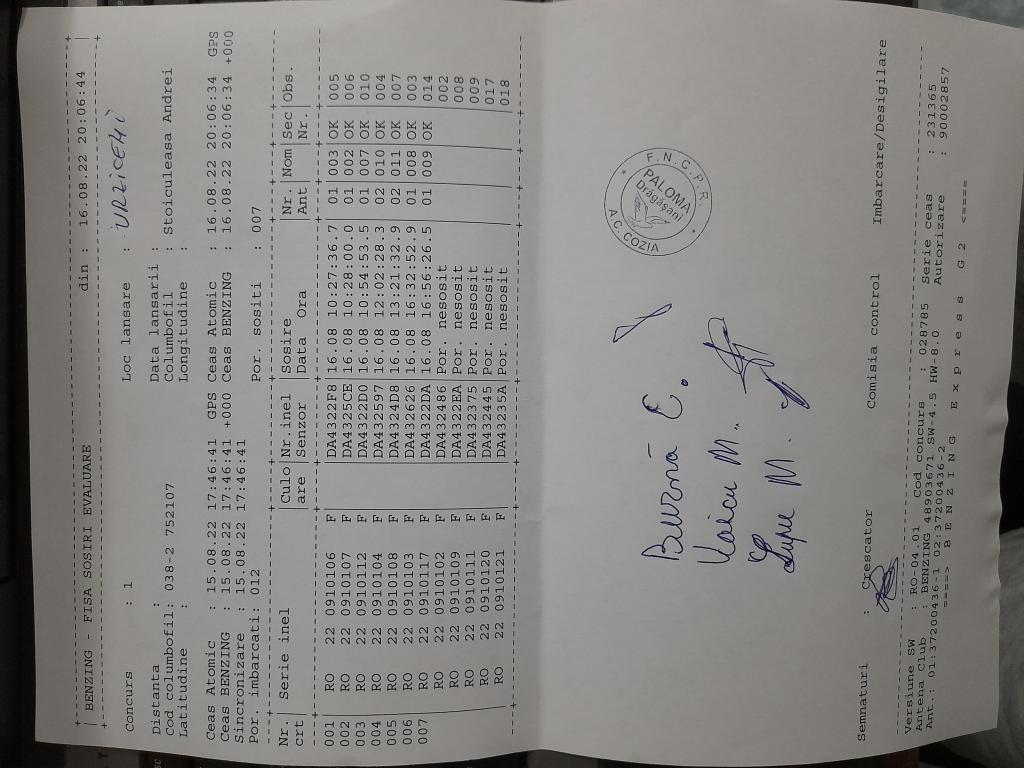 BENZING - FISA SOSIRI EVALUARE din : 16.08.22 20:06:44
Concurs : 1 Loc lansare : URZICENI
Distanta : Data lansarii :
Cod columbofil : 038-2 752107 Columbofil : Stoiculeasa Andrei
Latitudine : Longitudine :
Ceas Atomic : 15.08.22 17:46:41 GPS Ceas Atomic : 16.08.22 20:06:34 GPS
Ceas BENZING : 15.08.22 17:46:41 +000 Ceas BENZING : 16.08.22 20:06:34 +000
Sincronizare : 15.08.22 17:46:41
Por. imbarcati: 012 Por. sositi : 007
Nr. Serie inel Culo Nr.inel Sosire Nr. Nom Sec Obs.
crt are Senzor Data Ora Ant Nr.
001 RO 22 0910106 F DA4322F8 16.08 10:27:36.7 01 003 OK 005
002 RO 22 0910107 F DA4325CE 16.08 10:28:00.0 01 002 OK 006
003 RO 22 0910112 F DA4322D0 16.08 10:54:53.5 01 007 OK 010
004 RO 22 0910104 F DA432597 16.08 12:02:28.3 02 010 OK 004
005 RO 22 0910108 F DA4324D8 16.08 13:21:32.9 02 011 OK 007
006 RO 22 0910103 F DA432626 16.08 16:32:52.9 01 008 OK 003
007 RO 22 0910117 F DA4322DA 16.08 16:56:26.5 01 009 OK 014
RO 22 0910102 F DA432486 Por. nesosit 002
RO 22 0910109 F DA4322EA Por. nesosit 008
RO 22 0910111 F DA432375 Por. nesosit 009
RO 22 0910120 F DA432445 Por. nesosit 017
RO 22 0910121 F DA43235A Por. nesosit 018
F.N.C.P.R.
PALOMA
Drăgășani
A.C. COZIA
E.
M.
Lupu M.
Semnaturi : Crescator Comisia control Imbarcare/Desigilare
Versiune SW : RO-04.01 Cod concurs : 028785 Serie ceas : 231365
Antena Club : BENZING 48903671 SW-4.5 HW-8.0 Autorizare : 90002857
Ant.: 01:37200436-1 02:37200436-2
====> B E N Z I N G E x p r e s s G 2 <====